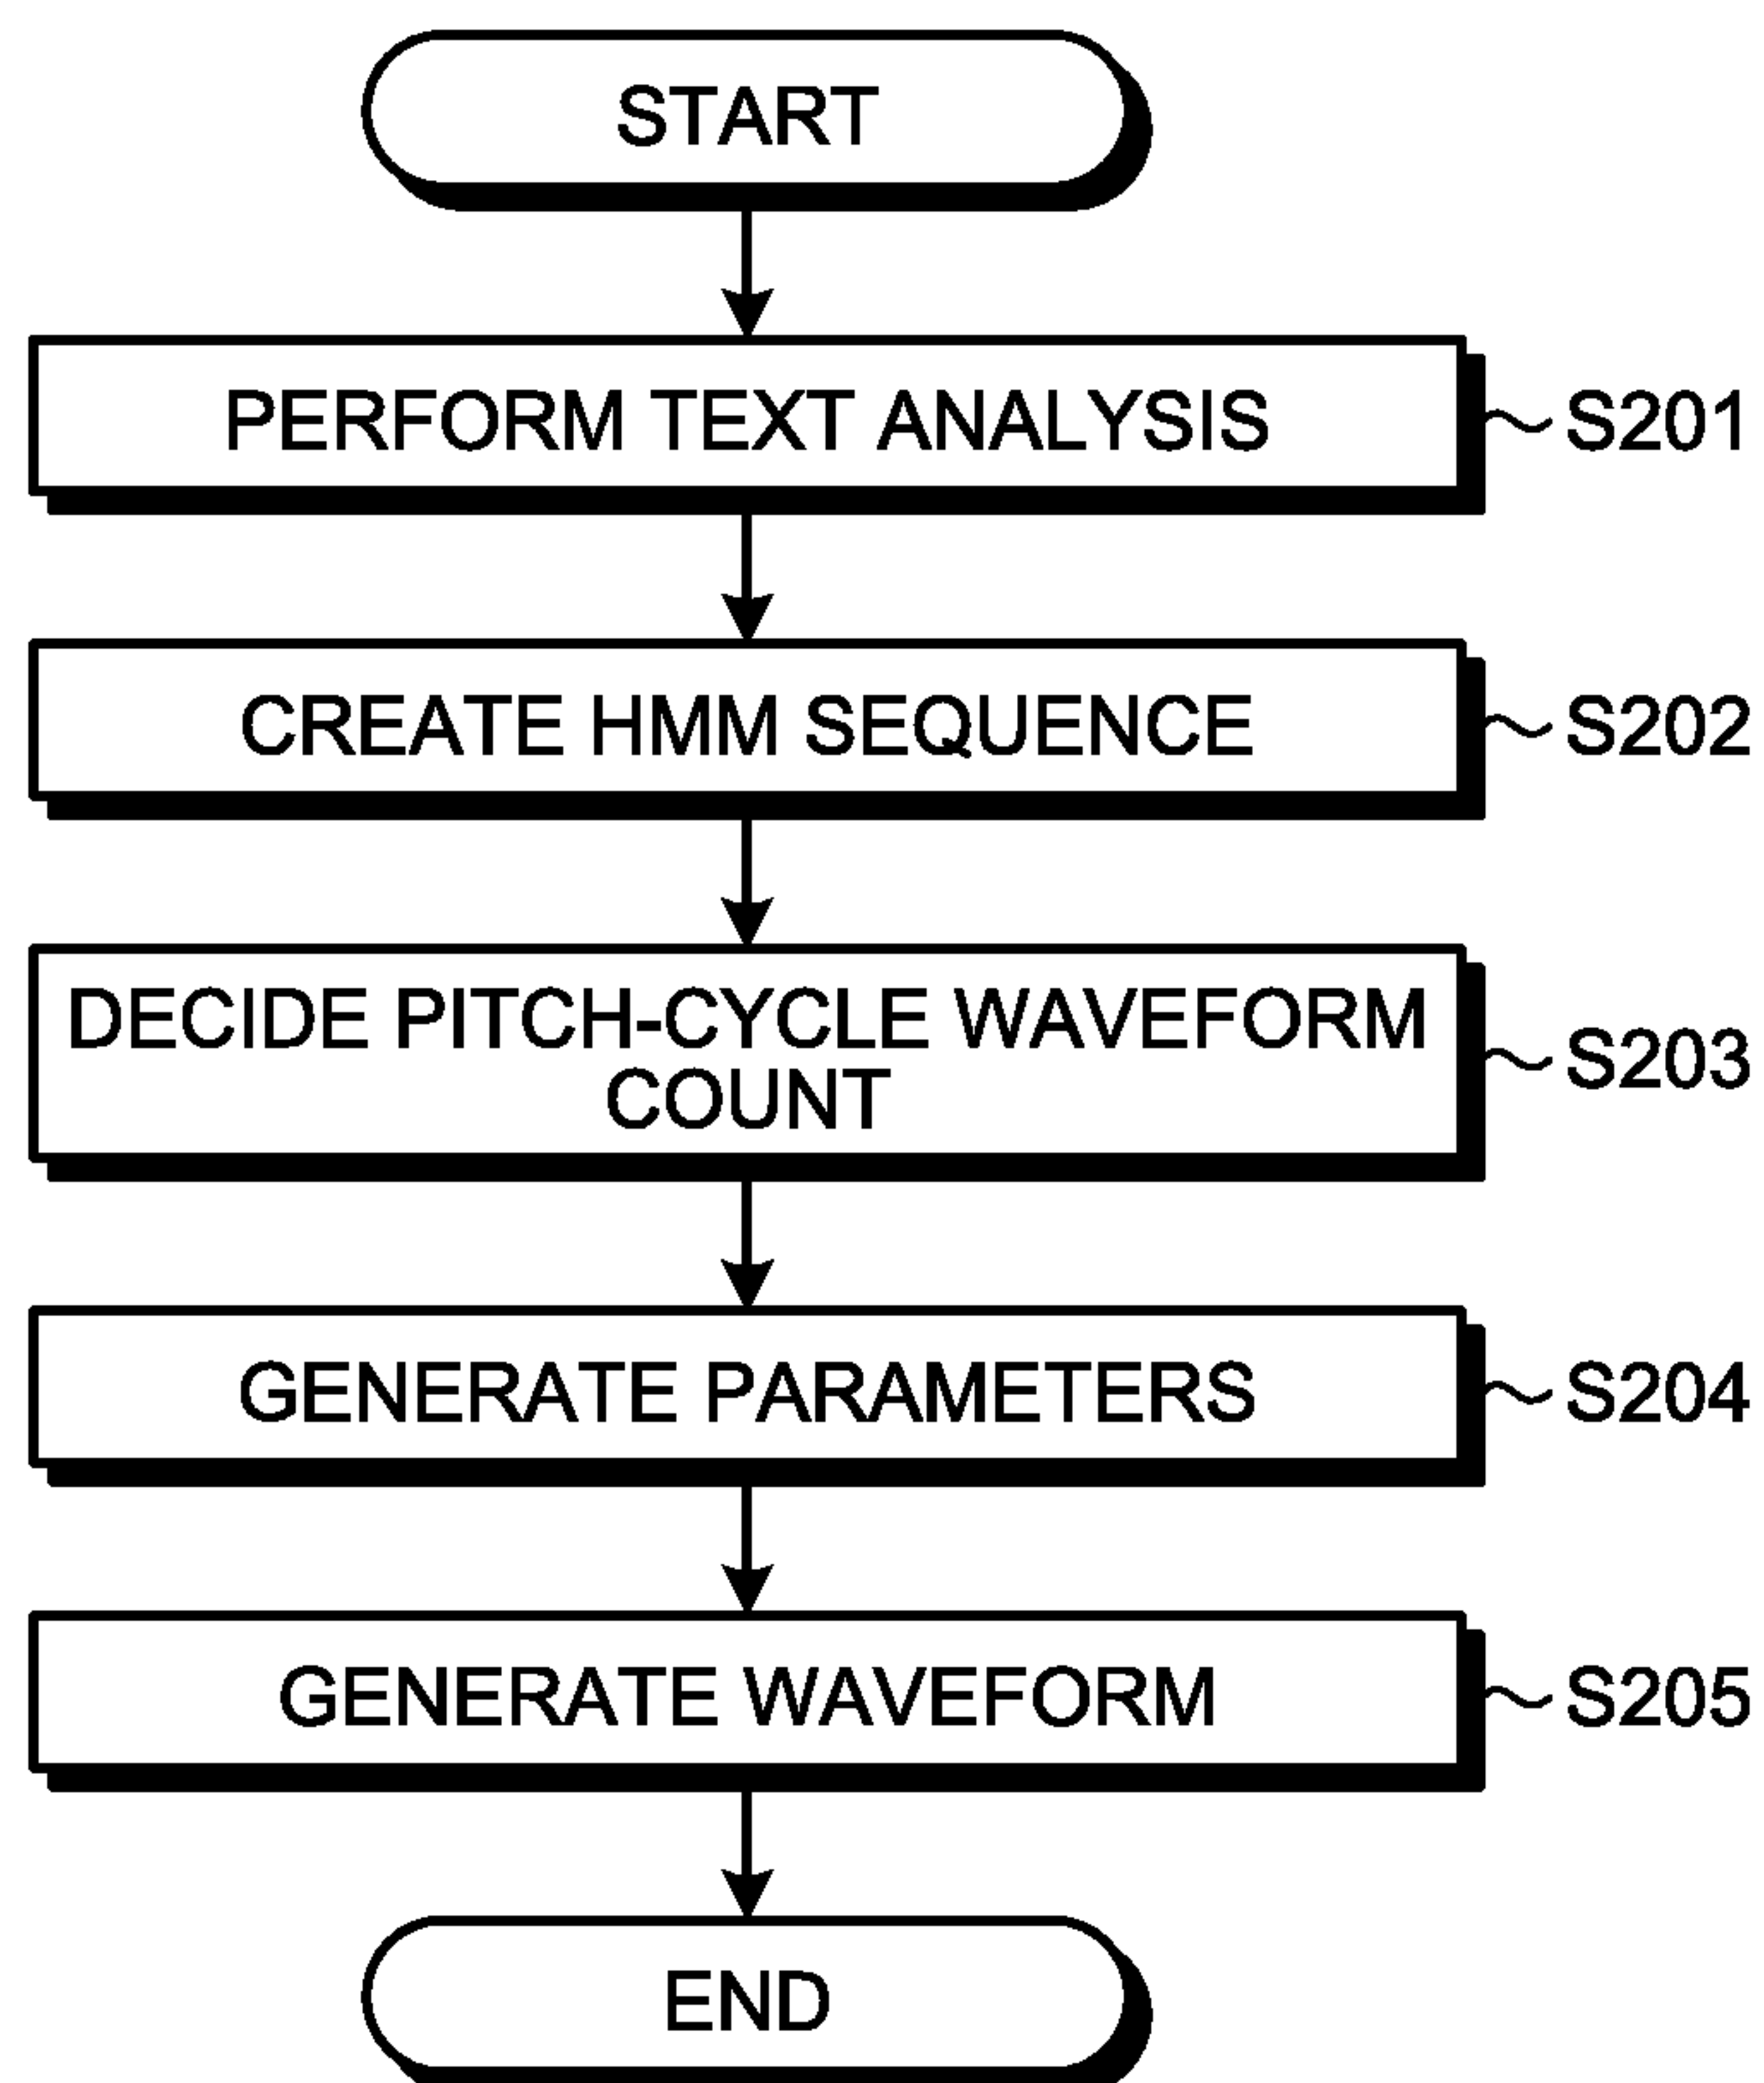 START
PERFORM TEXT ANALYSIS
S201
CREATE HMM SEQUENCE
S202
DECIDE PITCH-CYCLE WAVEFORM
COUNT
S203
GENERATE PARAMETERS
S204
GENERATE WAVEFORM
S205
END